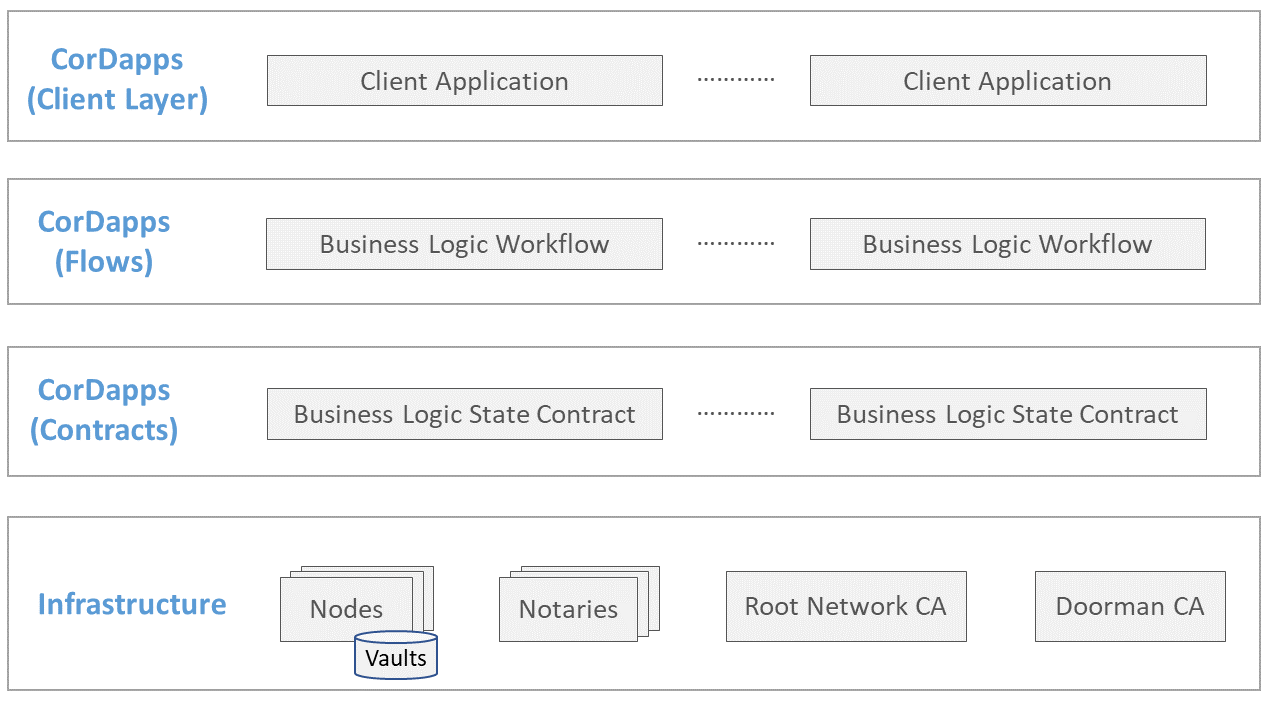 CorDapps
(Client Layer)
Client Application ............ Client Application
CorDapps
(Flows)
Business Logic Workflow ............ Business Logic Workflow
CorDapps
(Contracts)
Business Logic State Contract ............ Business Logic State Contract
Infrastructure
Nodes
Vaults
Notaries
Root Network CA
Doorman CA